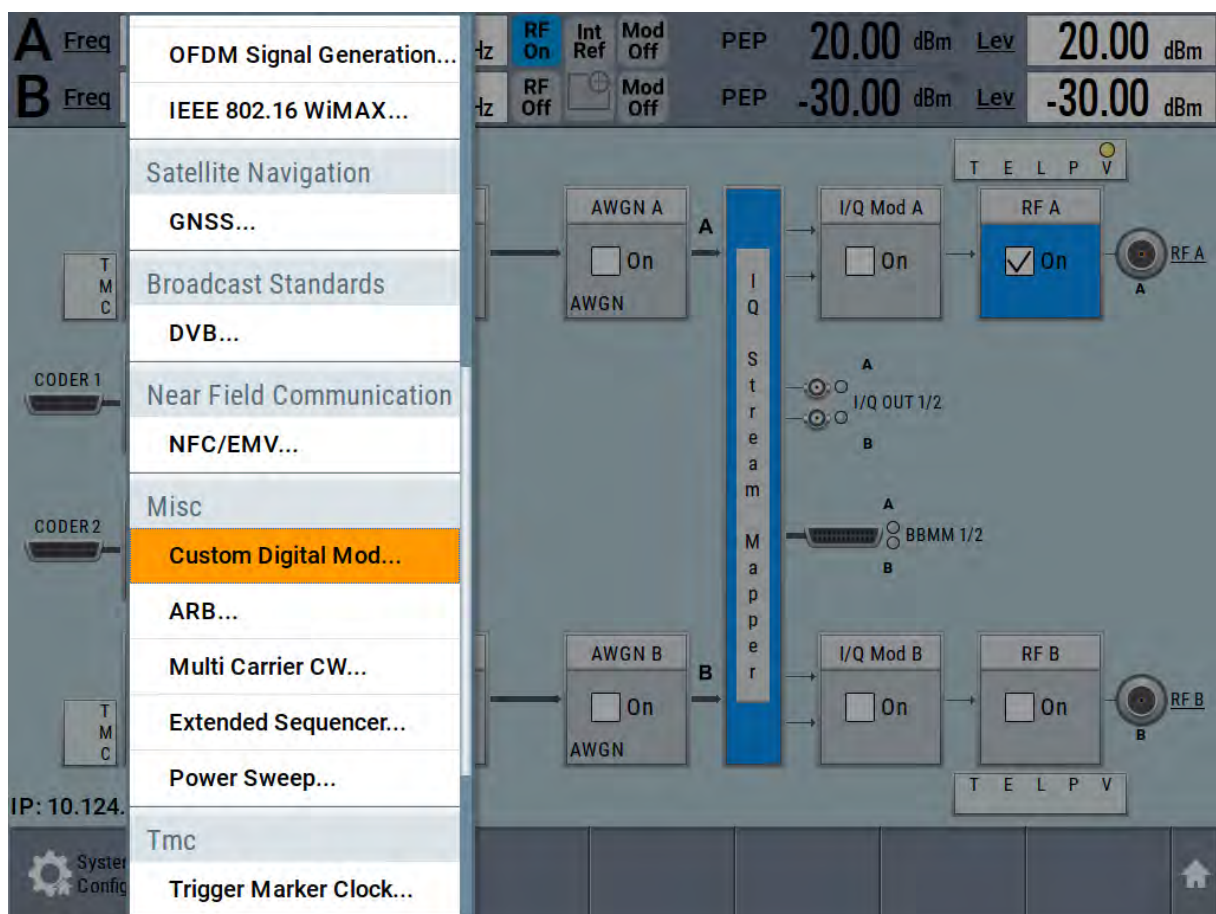 A Freq Hz RF On Int Ref Mod Off PEP 20.00 dBm Lev 20.00 dBm
B Freq Hz RF Off Mod Off PEP -30.00 dBm Lev -30.00 dBm
OFDM Signal Generation...
IEEE 802.16 WiMAX...
Satellite Navigation
GNSS...
Broadcast Standards
DVB...
Near Field Communication
NFC/EMV...
Misc
Custom Digital Mod...
ARB...
Multi Carrier CW...
Extended Sequencer...
Power Sweep...
Tmc
Trigger Marker Clock...
T M C
CODER 1
CODER 2
T M C
IP: 10.124.
System
Config
AWGN A
On
AWGN
A
IQ Stream Mapper
I/Q Mod A
On
T E L P V
RF A
On
RF A
A
A
I/Q OUT 1/2
B
A
BBMM 1/2
B
AWGN B
On
AWGN
B
I/Q Mod B
On
RF B
On
RF B
B
T E L P V